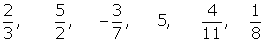 2/3, 5/2, -3/7, 5, 4/11, 1/8